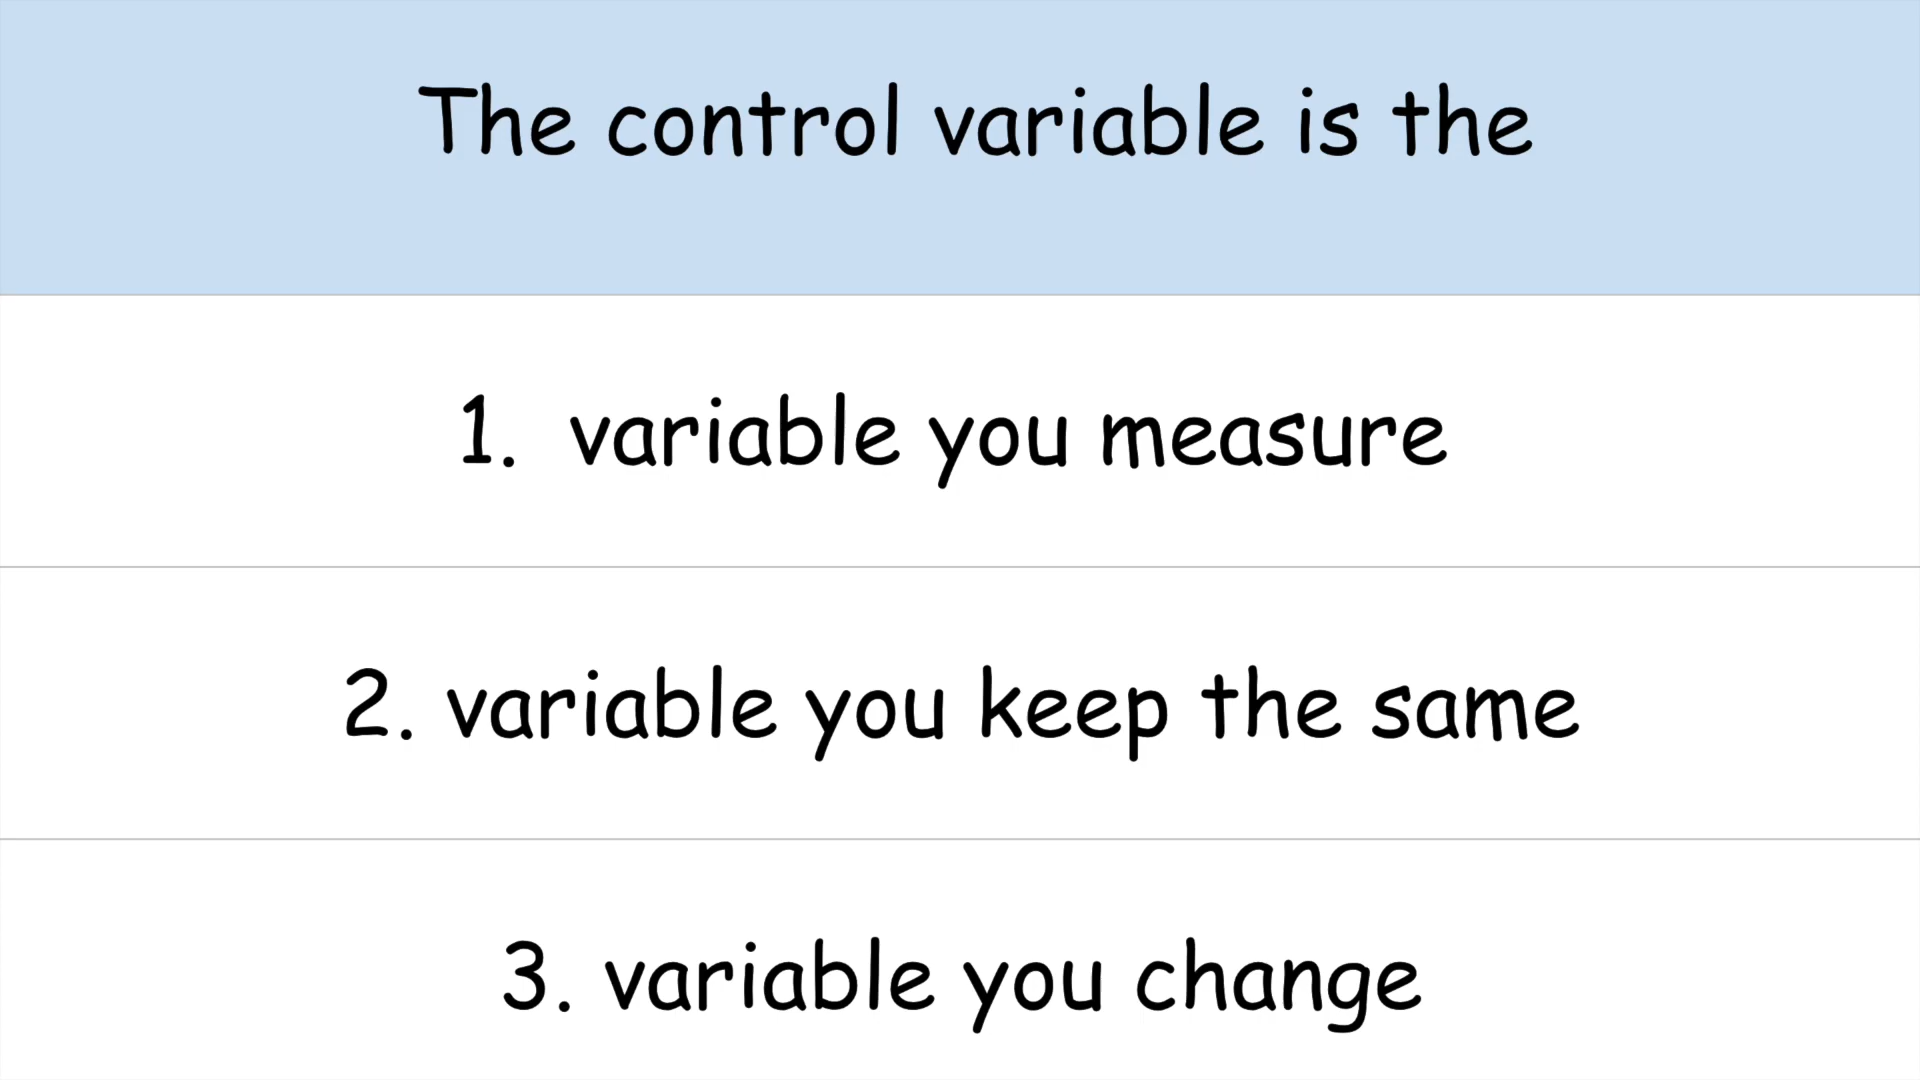 The control variable is the
1. variable you measure
2. variable you keep the same
3. variable you change